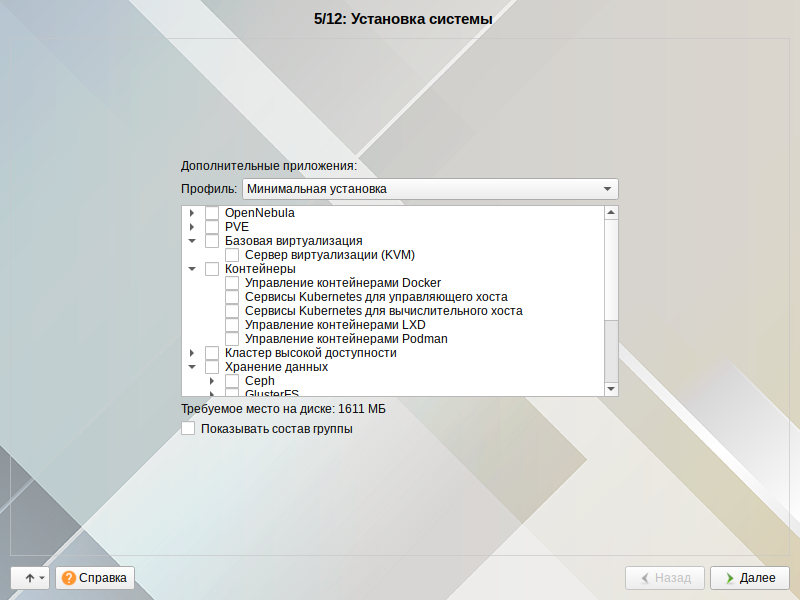 5/12: Установка системы
Дополнительные приложения:
Профиль: Минимальная установка
OpenNebula
PVE
Базовая виртуализация
Сервер виртуализации (KVM)
Контейнеры
Управление контейнерами Docker
Сервисы Kubernetes для управляющего хоста
Сервисы Kubernetes для вычислительного хоста
Управление контейнерами LXD
Управление контейнерами Podman
Кластер высокой доступности
Хранение данных
Ceph
GlusterFS
Требуемое место на диске: 1611 МБ
Показывать состав группы
Справка Назад Далее